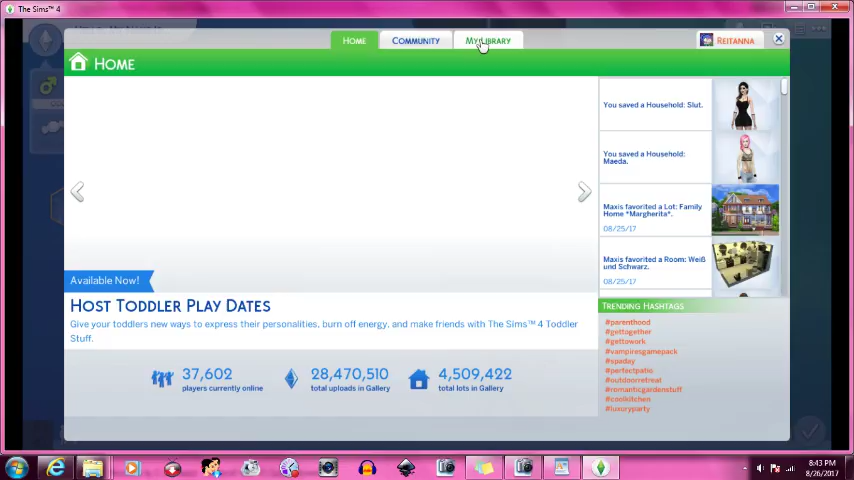 The Sims™ 4
HOME
COMMUNITY
MY LIBRARY
REITANNA
HOME
You saved a Household: Slut.
You saved a Household:
Maeda.
Maxis favorited a Lot: Family
Home *Margherita*.
08/25/17
Maxis favorited a Room: Weiß
und Schwarz.
08/25/17
Available Now!
HOST TODDLER PLAY DATES
Give your toddlers new ways to express their personalities, burn off energy, and make friends with The Sims™ 4 Toddler
Stuff.
37,602
players currently online
28,470,510
total uploads in Gallery
4,509,422
total lots in Gallery
TRENDING HASHTAGS
#parenthood
#gettogether
#gettowork
#vampiresgamepack
#spaday
#perfectpatio
#outdoorretreat
#romanticgardenstuff
#coolkitchen
#luxuryparty
8:43 PM
8/26/2017